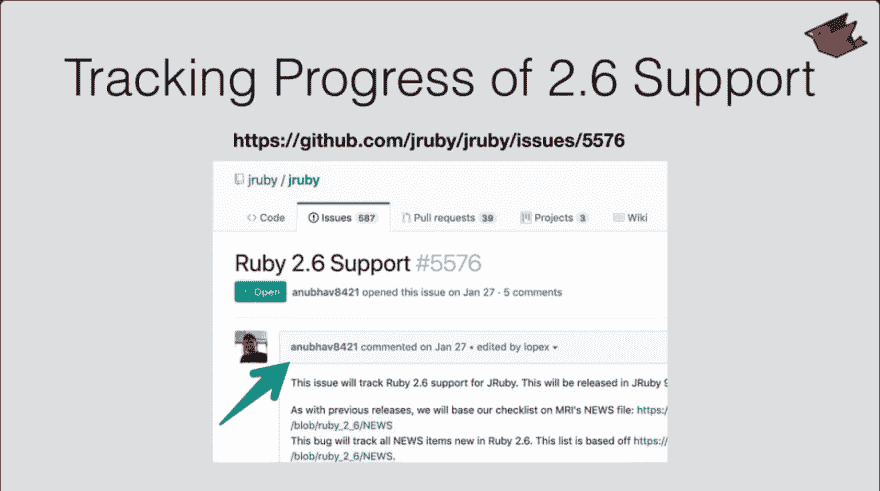 Tracking Progress of 2.6 Support
https://github.com/jruby/jruby/issues/5576
jruby / jruby
Code Issues 587 Pull requests 39 Projects 3 Wiki
Ruby 2.6 Support #5576
Open anubhav8421 opened this issue on Jan 27 · 5 comments
anubhav8421 commented on Jan 27 • edited by lopex
This issue will track Ruby 2.6 support for JRuby. This will be released in JRuby 9
As with previous releases, we will base our checklist on MRI's NEWS file: https:/
/blob/ruby_2_6/NEWS
This bug will track all NEWS items new in Ruby 2.6. This list is based off https:/
/blob/ruby_2_6/NEWS.